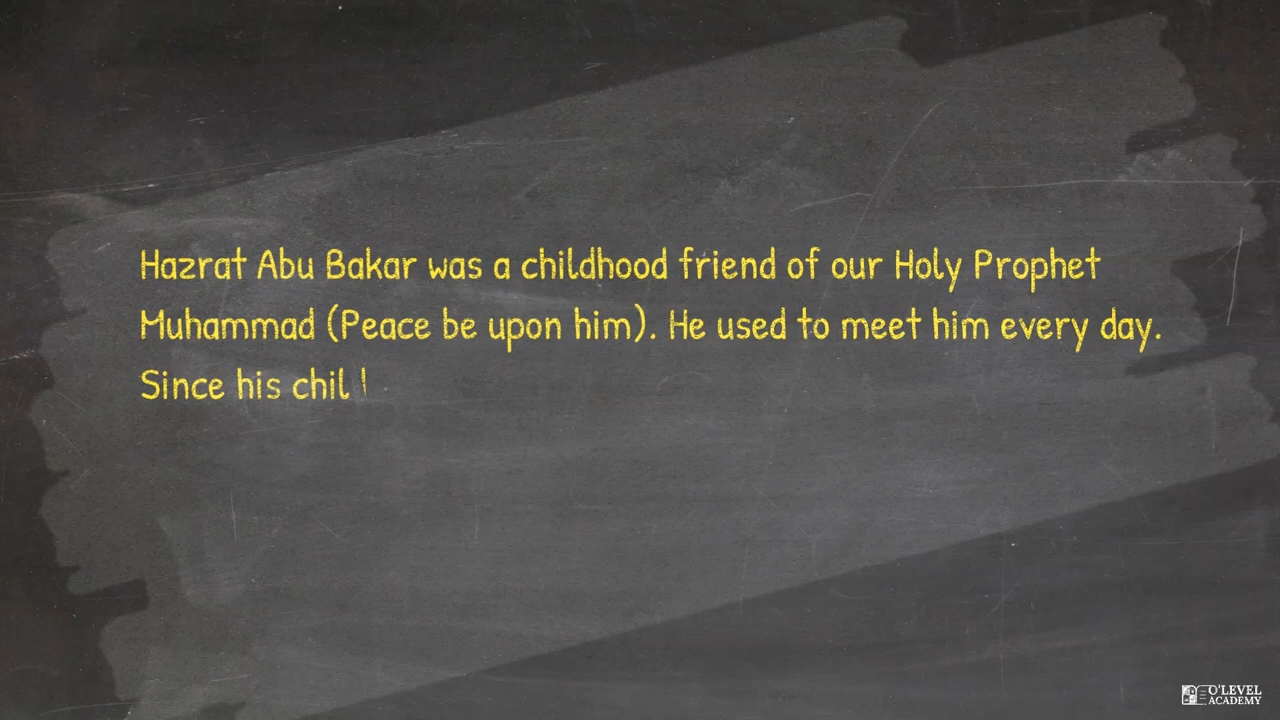 Hazrat Abu Bakar was a childhood friend of our Holy Prophet
Muhammad (Peace be upon him). He used to meet him every day.
Since his chil
O'LEVEL
ACADEMY